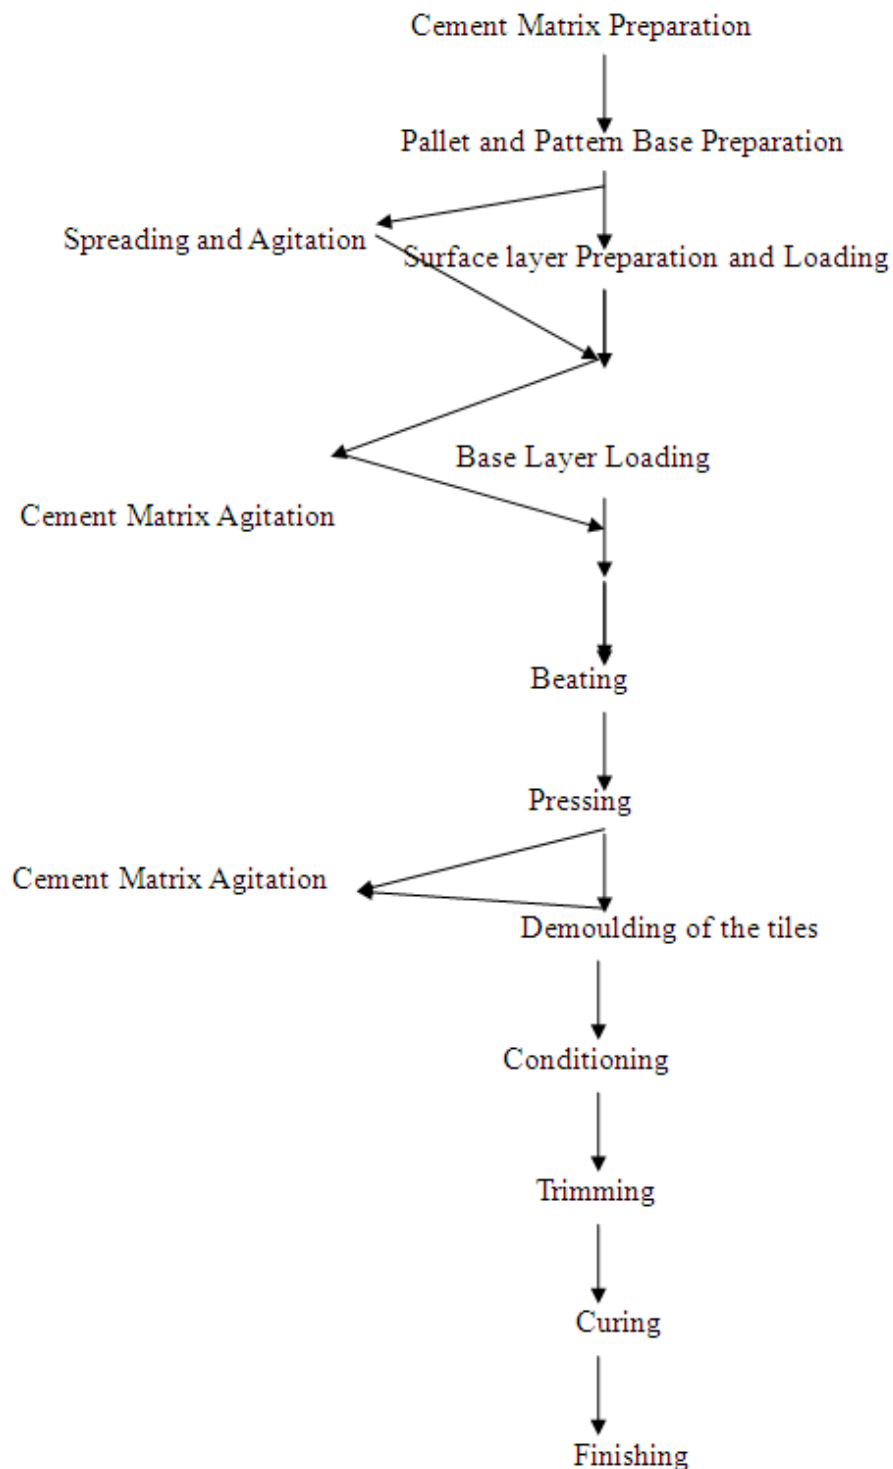 Cement Matrix Preparation
Pallet and Pattern Base Preparation
Spreading and Agitation
Surface layer Preparation and Loading
Base Layer Loading
Cement Matrix Agitation
Beating
Pressing
Cement Matrix Agitation
Demoulding of the tiles
Conditioning
Trimming
Curing
Finishing